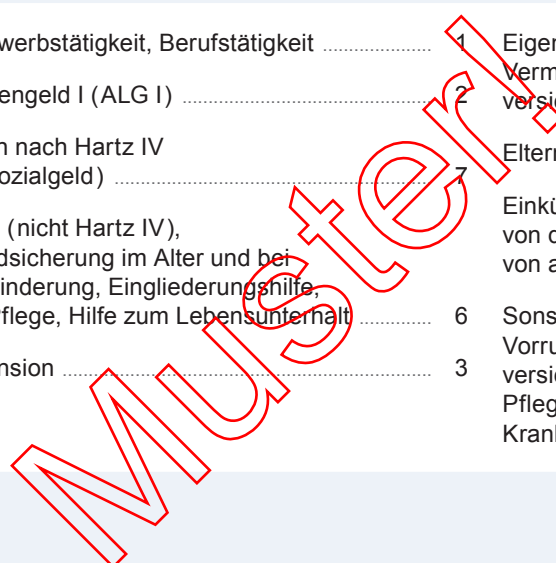 werbstätigkeit, Berufstätigkeit 1
engeld I (ALG I) 2
n nach Hartz IV
ozialgeld) 7
(nicht Hartz IV),
dsicherung im Alter und bei
inderung, Eingliederungshilfe,
Pflege, Hilfe zum Lebensunterhalt 6
nsion 3
Eigen
Verm
versi
Eltern
Einkü
von d
von a
Sons
Vorru
versi
Pfleg
Krank
Muster!